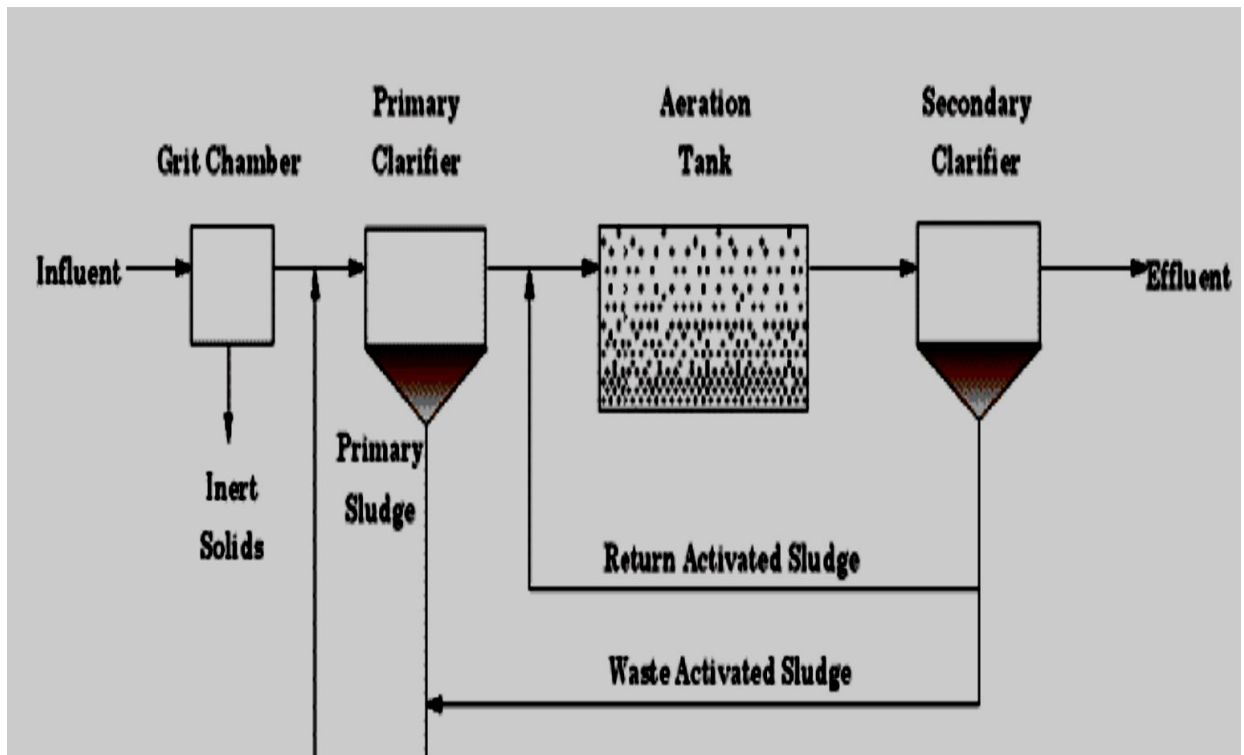 Primary
Clarifier
Aeration
Tank
Secondary
Clarifier
Grit Chamber
Influent
Effluent
Inert
Solids
Primary
Sludge
Return Activated Sludge
Waste Activated Sludge